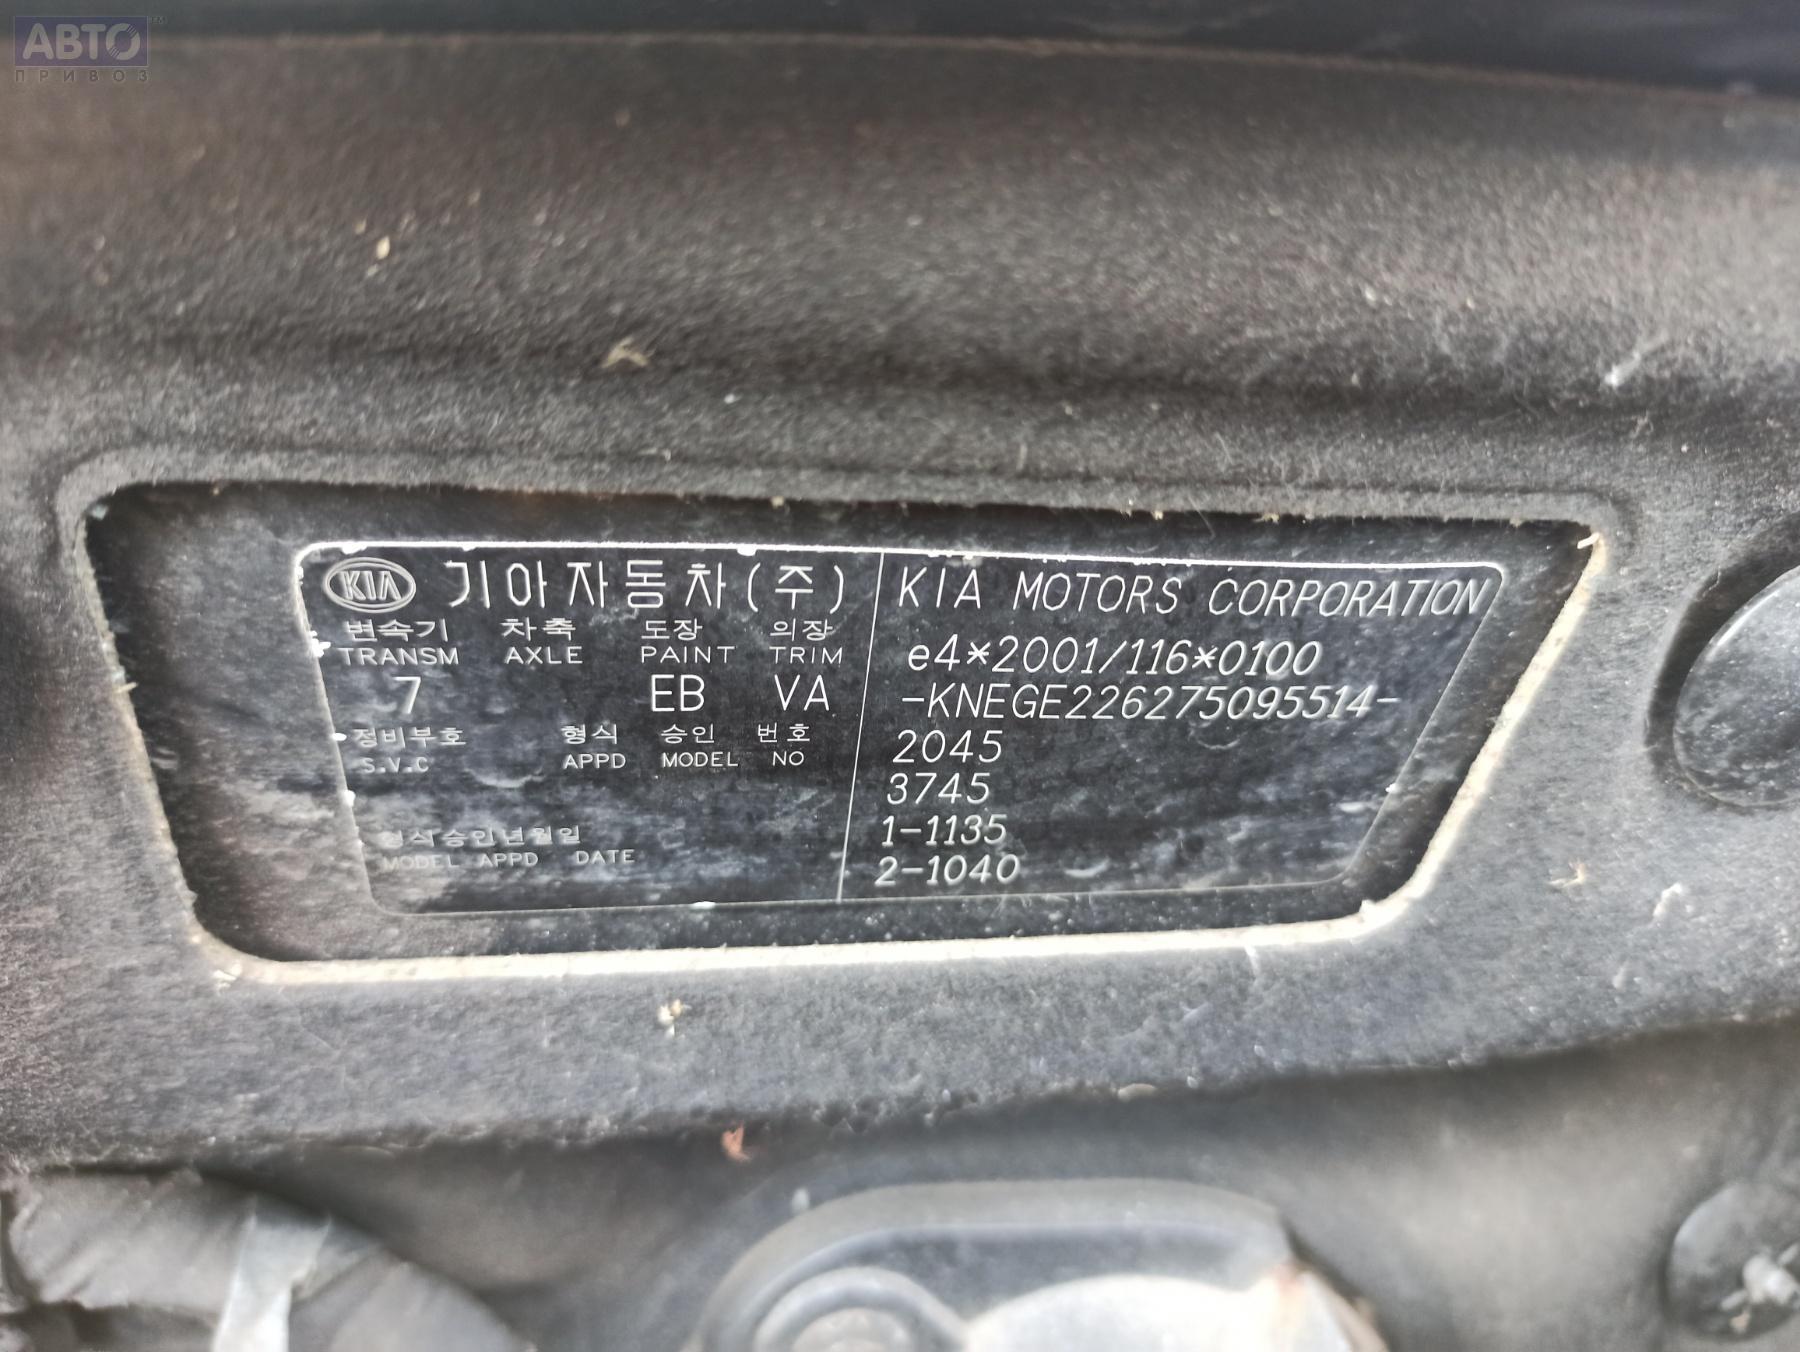 АВТО™
ПРИВОЗ
KIA 기아자동차(주)
변속기 차축 도장 의장
TRANSM AXLE PAINT TRIM
7 EB VA
정비부호 형식 승인 번호
S.V.C APPD MODEL NO
형식승인년월일
MODEL APPD DATE
KIA MOTORS CORPORATION
e4*2001/116*0100
-KNEGE226275095514-
2045
3745
1-1135
2-1040